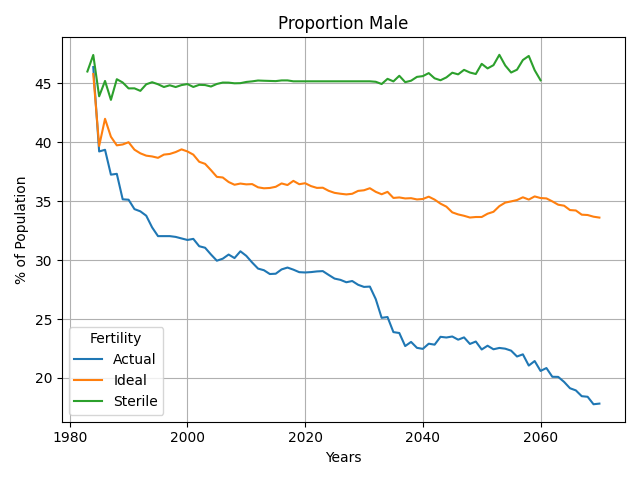 Proportion Male
% of Population
45
40
35
30
25
20
Fertility
Actual
Ideal
Sterile
1980 2000 2020 2040 2060
Years